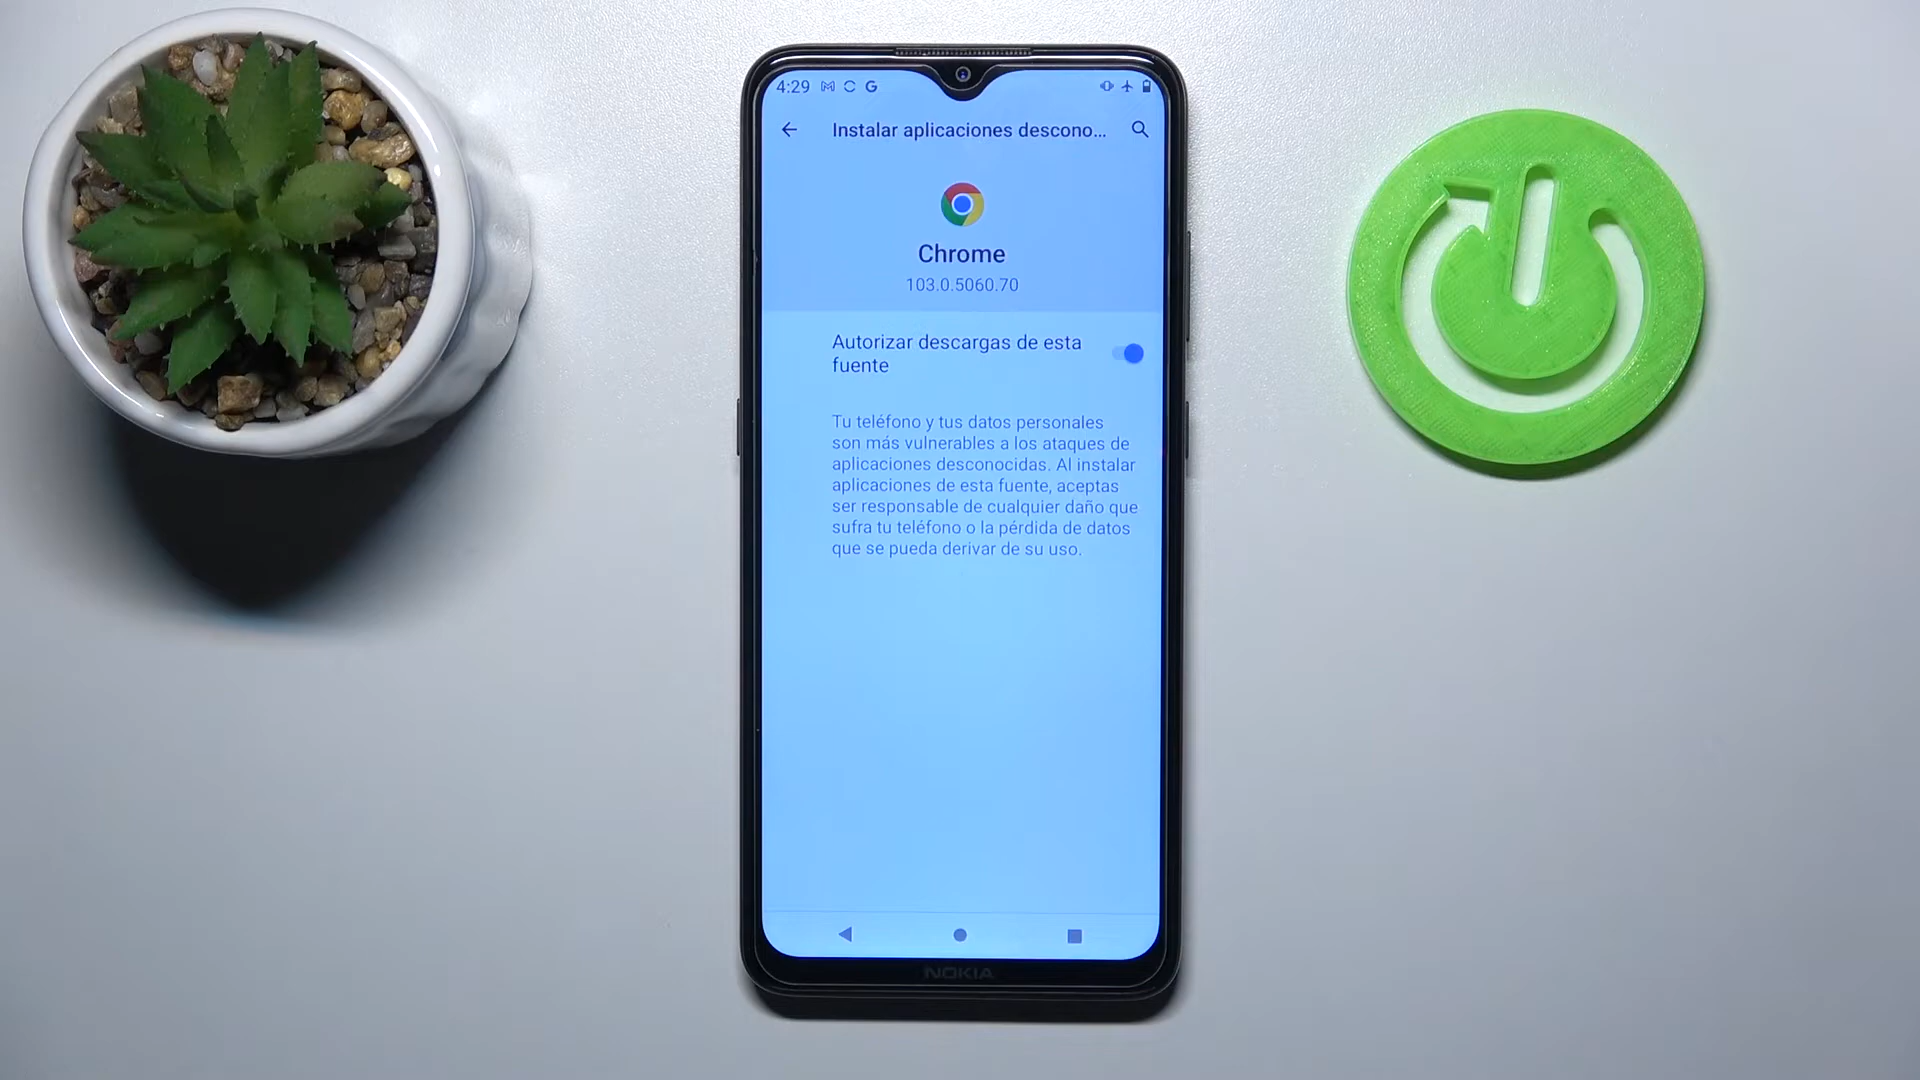 4:29
Instalar aplicaciones descono...
Chrome
103.0.5060.70
Autorizar descargas de esta
fuente
Tu teléfono y tus datos personales
son más vulnerables a los ataques de
aplicaciones desconocidas. Al instalar
aplicaciones de esta fuente, aceptas
ser responsable de cualquier daño que
sufra tu teléfono o la pérdida de datos
que se pueda derivar de su uso.
NOKIA